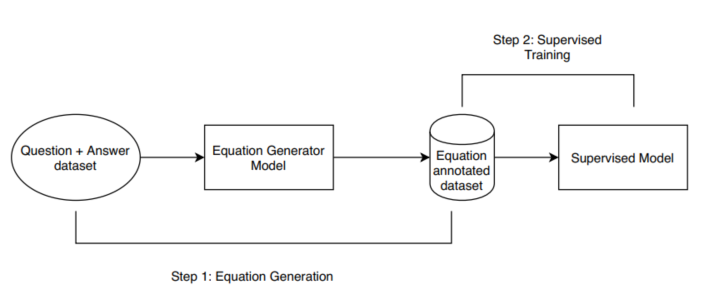 Step 2: Supervised
Training
Question + Answer
dataset
Equation Generator
Model
Equation
annotated
dataset
Supervised Model
Step 1: Equation Generation